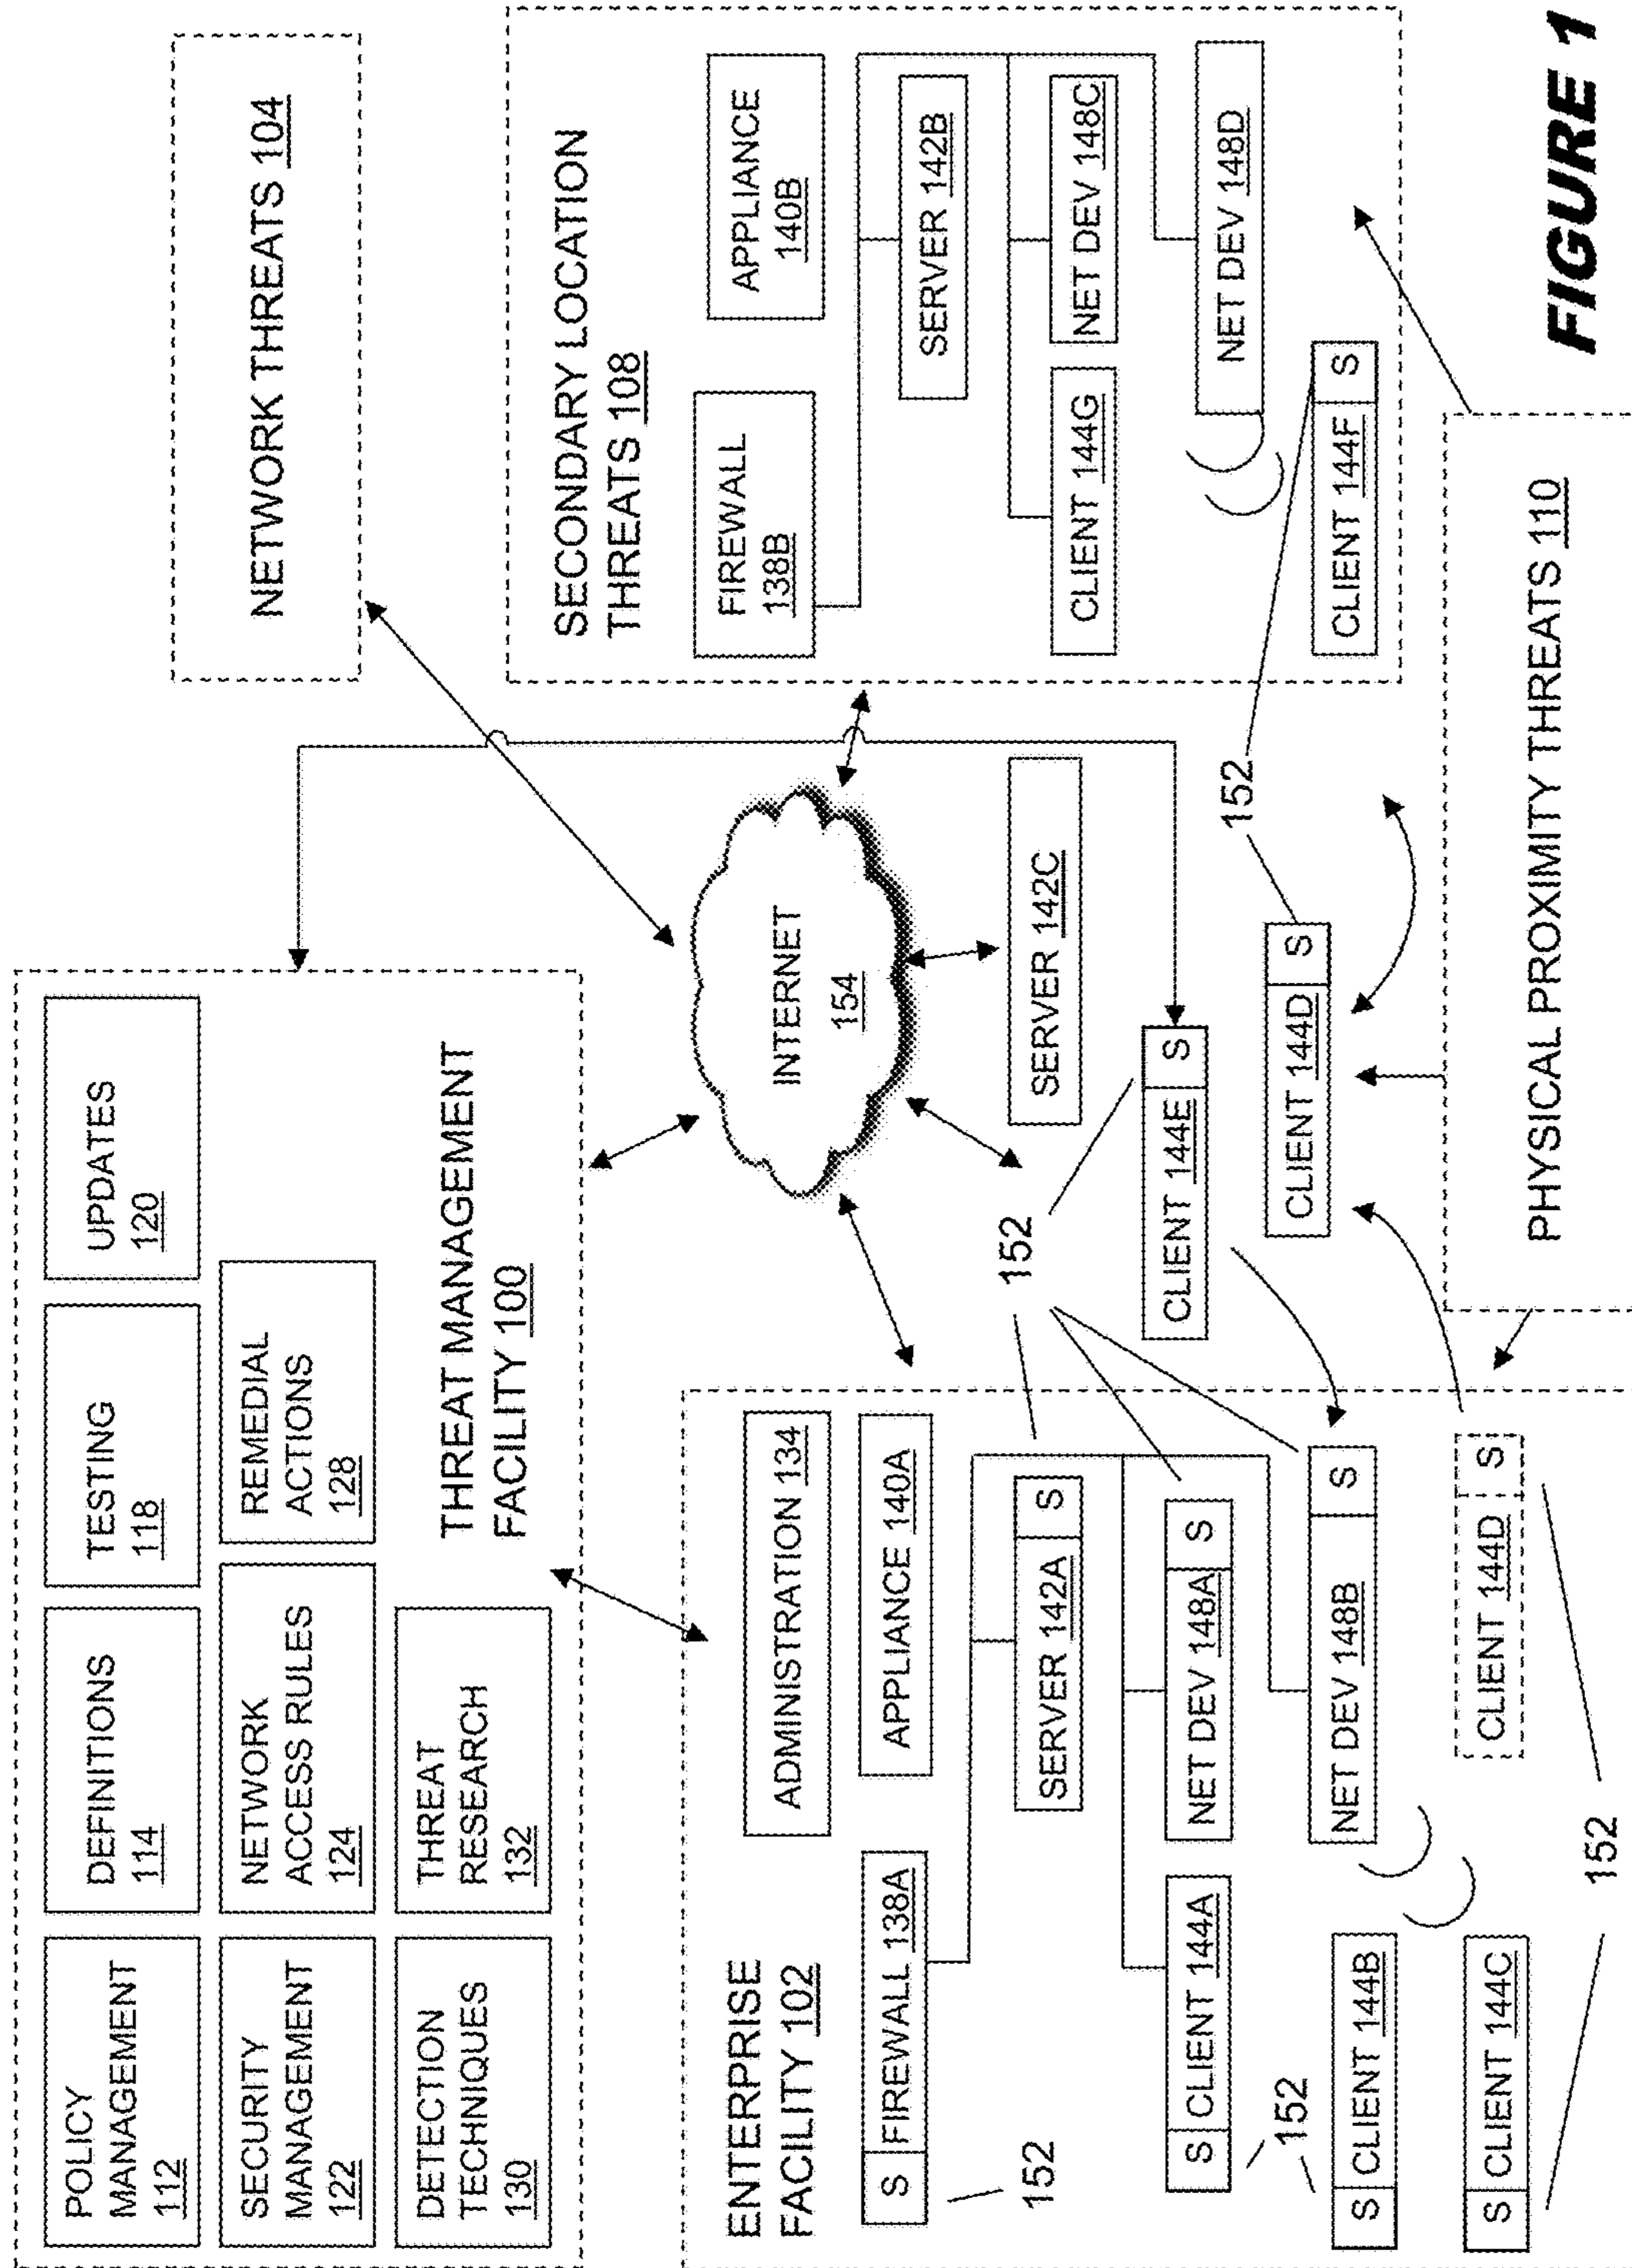 POLICY
MANAGEMENT
112
DEFINITIONS
114
TESTING
118
UPDATES
120
SECURITY
MANAGEMENT
122
NETWORK
ACCESS RULES
124
REMEDIAL
ACTIONS
128
DETECTION
TECHNIQUES
130
THREAT
RESEARCH
132
THREAT MANAGEMENT
FACILITY 100
NETWORK THREATS 104
INTERNET
154
SERVER 142C
SECONDARY LOCATION
THREATS 108
FIREWALL
138B
APPLIANCE
140B
SERVER 142B
CLIENT 144G
NET DEV 148C
NET DEV 148D
CLIENT 144F
S
ENTERPRISE
FACILITY 102
ADMINISTRATION 134
S
FIREWALL 138A
APPLIANCE 140A
152
SERVER 142A
S
152
S
CLIENT 144A
NET DEV 148A
S
CLIENT 144E
S
152
152
S
CLIENT 144B
NET DEV 148B
S
CLIENT 144D
S
S
CLIENT 144C
CLIENT 144D
S
152
PHYSICAL PROXIMITY THREATS 110
FIGURE 1